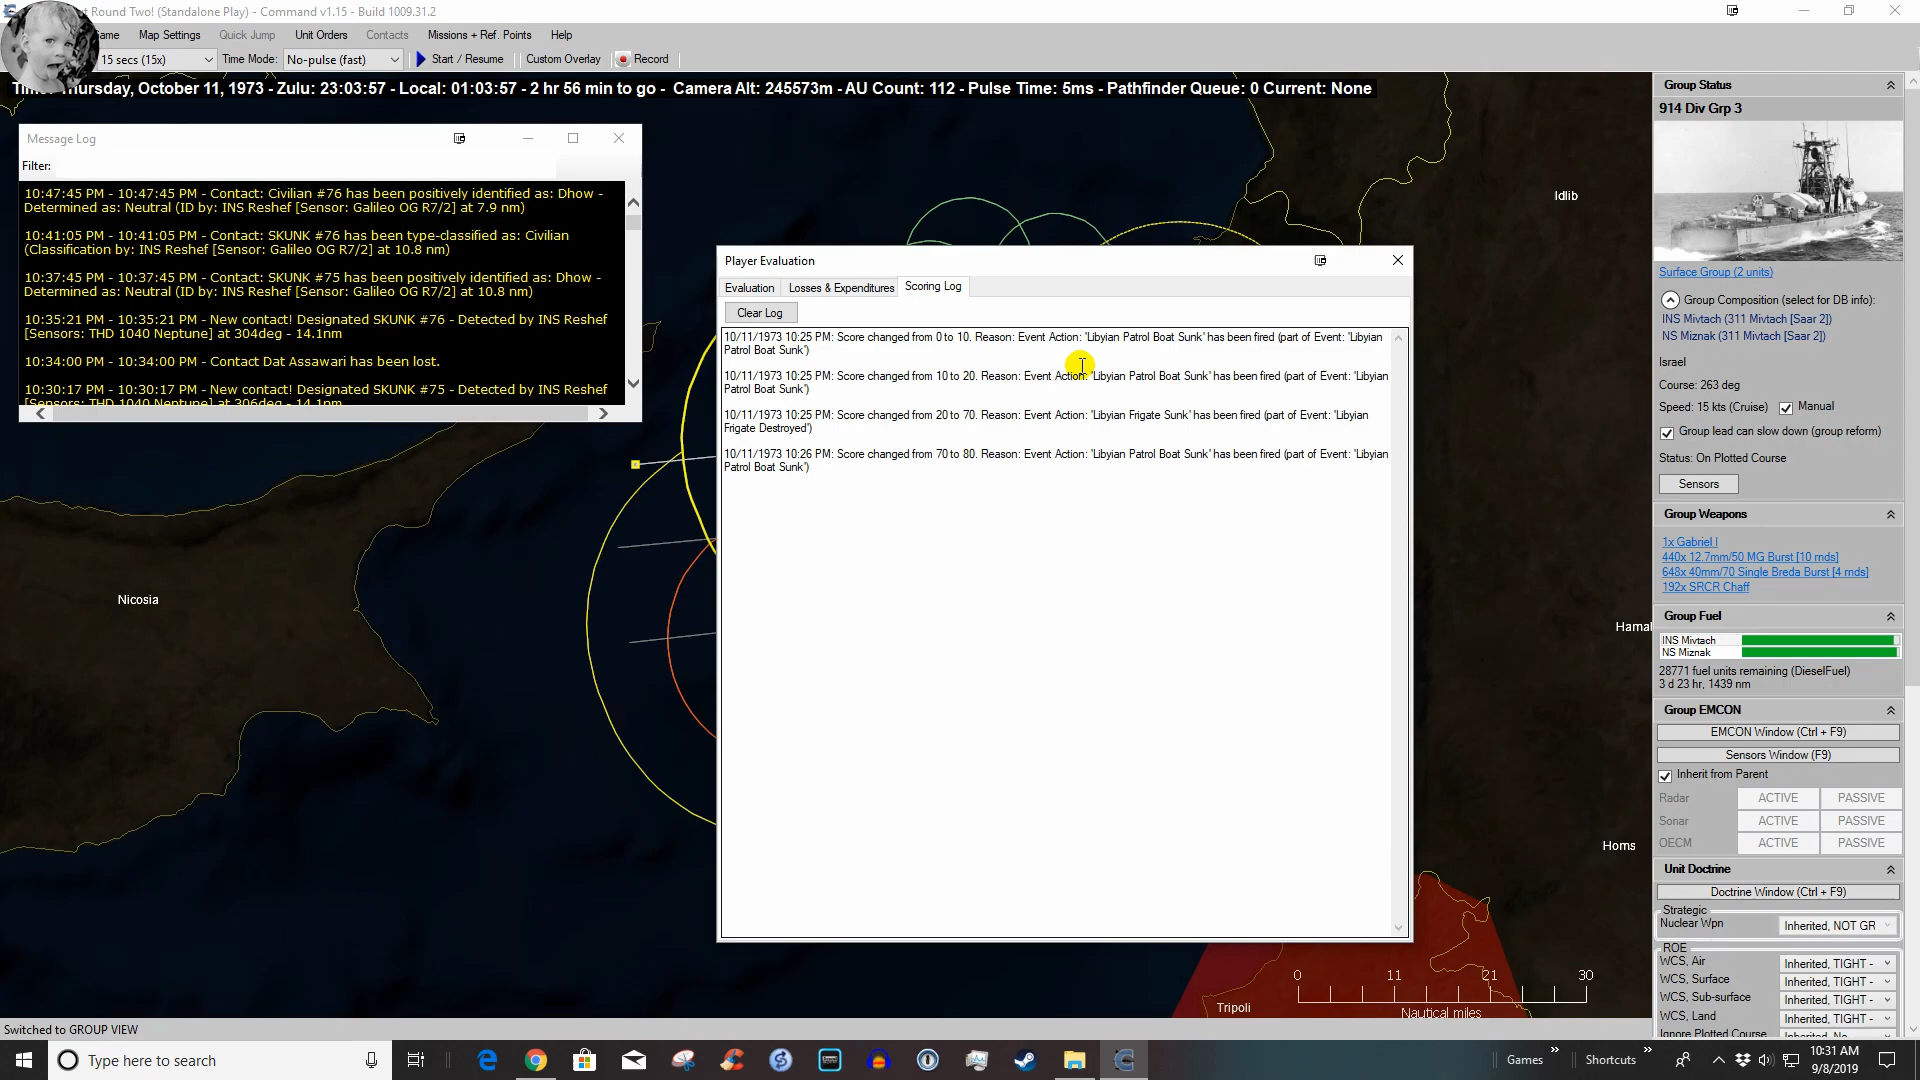 t Round Two! (Standalone Play) - Command v1.15 - Build 1009.31.2
ame Map Settings Quick Jump Unit Orders Contacts Missions + Ref. Points Help
15 secs (15x) Time Mode: No-pulse (fast) Start / Resume Custom Overlay Record
Time: Thursday, October 11, 1973 - Zulu: 23:03:57 - Local: 01:03:57 - 2 hr 56 min to go - Camera Alt: 245573m - AU Count: 112 - Pulse Time: 5ms - Pathfinder Queue: 0 Current: None
Message Log
Filter:
10:47:45 PM - 10:47:45 PM - Contact: Civilian #76 has been positively identified as: Dhow -
Determined as: Neutral (ID by: INS Reshef [Sensor: Galileo OG R7/2] at 7.9 nm)
10:41:05 PM - 10:41:05 PM - Contact: SKUNK #76 has been type-classified as: Civilian
(Classification by: INS Reshef [Sensor: Galileo OG R7/2] at 10.8 nm)
10:37:45 PM - 10:37:45 PM - Contact: SKUNK #75 has been positively identified as: Dhow -
Determined as: Neutral (ID by: INS Reshef [Sensor: Galileo OG R7/2] at 10.8 nm)
10:35:21 PM - 10:35:21 PM - New contact! Designated SKUNK #76 - Detected by INS Reshef
[Sensors: THD 1040 Neptune] at 304deg - 14.1nm
10:34:00 PM - 10:34:00 PM - Contact Dat Assawari has been lost.
10:30:17 PM - 10:30:17 PM - New contact! Designated SKUNK #75 - Detected by INS Reshef
[Sensors: THD 1040 Neptune] at 306deg - 14.1nm
Player Evaluation
Evaluation Losses & Expenditures Scoring Log
Clear Log
10/11/1973 10:25 PM: Score changed from 0 to 10. Reason: Event Action: 'Libyian Patrol Boat Sunk' has been fired (part of Event: 'Libyian
Patrol Boat Sunk')
10/11/1973 10:25 PM: Score changed from 10 to 20. Reason: Event Action: 'Libyian Patrol Boat Sunk' has been fired (part of Event: 'Libyian
Patrol Boat Sunk')
10/11/1973 10:25 PM: Score changed from 20 to 70. Reason: Event Action: 'Libyian Frigate Sunk' has been fired (part of Event: 'Libyian
Frigate Destroyed')
10/11/1973 10:26 PM: Score changed from 70 to 80. Reason: Event Action: 'Libyian Patrol Boat Sunk' has been fired (part of Event: 'Libyian
Patrol Boat Sunk')
Idlib
Nicosia
Hamal
Homs
Tripoli
0 11 21 30
Nautical miles
Group Status
914 Div Grp 3
Surface Group (2 units)
Group Composition (select for DB info):
INS Mivtach (311 Mivtach [Saar 2])
NS Miznak (311 Mivtach [Saar 2])
Israel
Course: 263 deg
Speed: 15 kts (Cruise) Manual
Group lead can slow down (group reform)
Status: On Plotted Course
Sensors
Group Weapons
1x Gabriel I
440x 12.7mm/50 MG Burst [10 rnds]
648x 40mm/70 Single Breda Burst [4 rnds]
192x SRCR Chaff
Group Fuel
INS Mivtach
NS Miznak
28771 fuel units remaining (DieselFuel)
3 d 23 hr, 1439 nm
Group EMCON
EMCON Window (Ctrl + F9)
Sensors Window (F9)
Inherit from Parent
Radar ACTIVE PASSIVE
Sonar ACTIVE PASSIVE
OECM ACTIVE PASSIVE
Unit Doctrine
Doctrine Window (Ctrl + F9)
Strategic
Nuclear Wpn Inherited, NOT GR
ROE
WCS, Air Inherited, TIGHT -
WCS, Surface Inherited, TIGHT -
WCS, Sub-surface Inherited, TIGHT -
WCS, Land Inherited, TIGHT -
Ignore Plotted Course Inherited, No
Switched to GROUP VIEW
Type here to search
Games Shortcuts
10:31 AM
9/8/2019